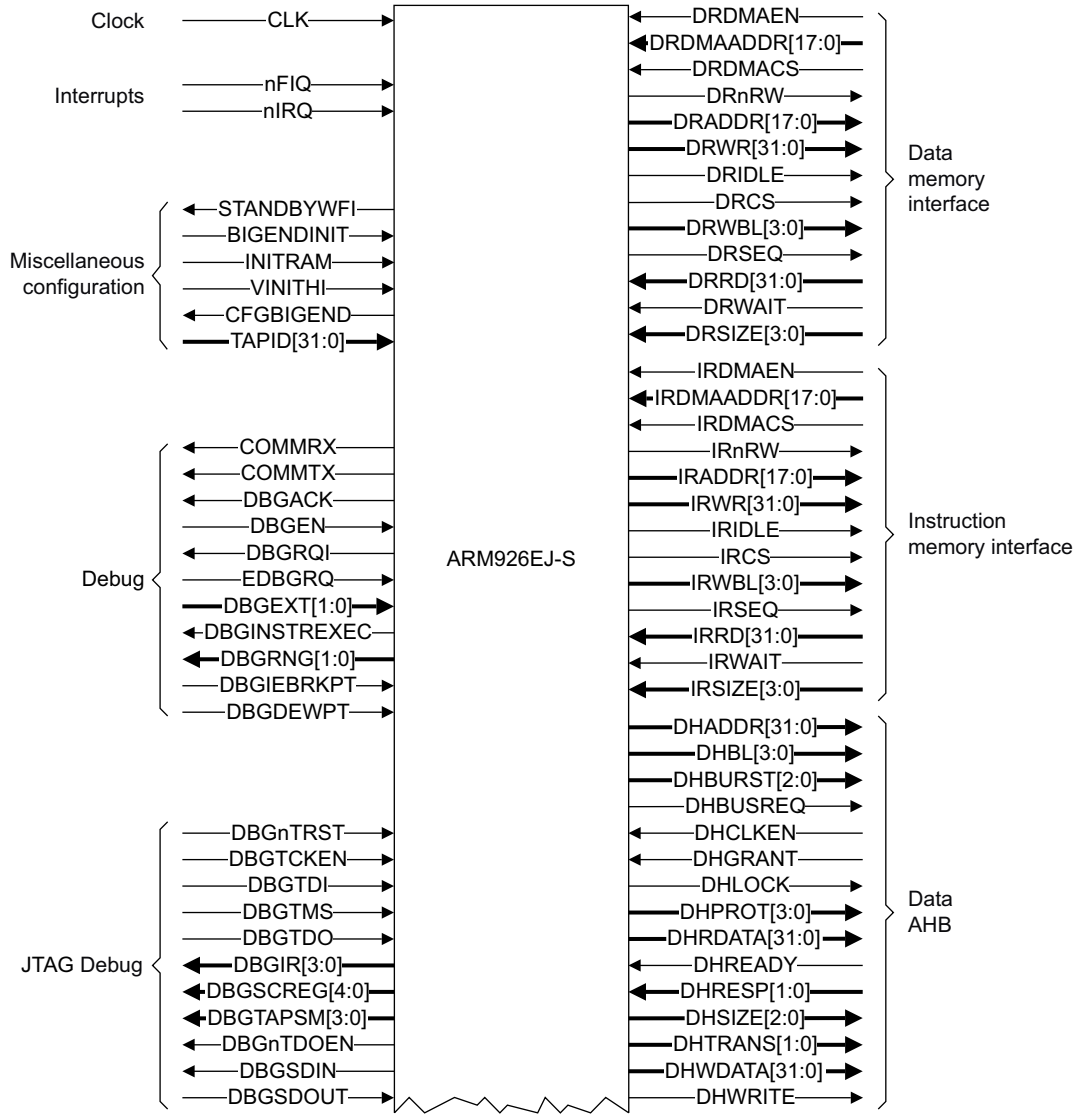 Clock
CLK
Interrupts
nFIQ
nIRQ
Miscellaneous
configuration
STANDBYWFI
BIGENDINIT
INITRAM
VINITHI
CFGBIGEND
TAPID[31:0]
Debug
COMMRX
COMMTX
DBGACK
DBGEN
DBGRQI
EDBGRQ
DBGEXT[1:0]
DBGINSTREXEC
DBGRNG[1:0]
DBGIEBRKPT
DBGDEWPT
JTAG Debug
DBGnTRST
DBGTCKEN
DBGTDI
DBGTMS
DBGTDO
DBGIR[3:0]
DBGSCREG[4:0]
DBGTAPSM[3:0]
DBGnTDOEN
DBGSDIN
DBGSDOUT
ARM926EJ-S
DRDMAEN
DRDMAADDR[17:0]
DRDMACS
DRnRW
DRADDR[17:0]
DRWR[31:0]
DRIDLE
DRCS
DRWBL[3:0]
DRSEQ
DRRD[31:0]
DRWAIT
DRSIZE[3:0]
Data
memory
interface
IRDMAEN
IRDMAADDR[17:0]
IRDMACS
IRnRW
IRADDR[17:0]
IRWR[31:0]
IRIDLE
IRCS
IRWBL[3:0]
IRSEQ
IRRD[31:0]
IRWAIT
IRSIZE[3:0]
Instruction
memory interface
DHADDR[31:0]
DHBL[3:0]
DHBURST[2:0]
DHBUSREQ
DHCLKEN
DHGRANT
DHLOCK
DHPROT[3:0]
DHRDATA[31:0]
DHREADY
DHRESP[1:0]
DHSIZE[2:0]
DHTRANS[1:0]
DHWDATA[31:0]
DHWRITE
Data
AHB